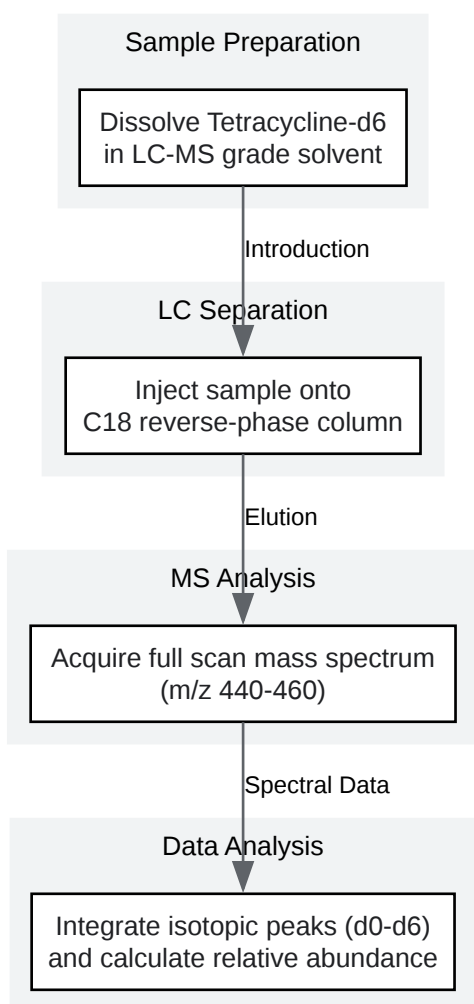 Sample Preparation
Dissolve Tetracycline-d6
in LC-MS grade solvent
Introduction
LC Separation
Inject sample onto
C18 reverse-phase column
Elution
MS Analysis
Acquire full scan mass spectrum
(m/z 440-460)
Spectral Data
Data Analysis
Integrate isotopic peaks (d0-d6)
and calculate relative abundance